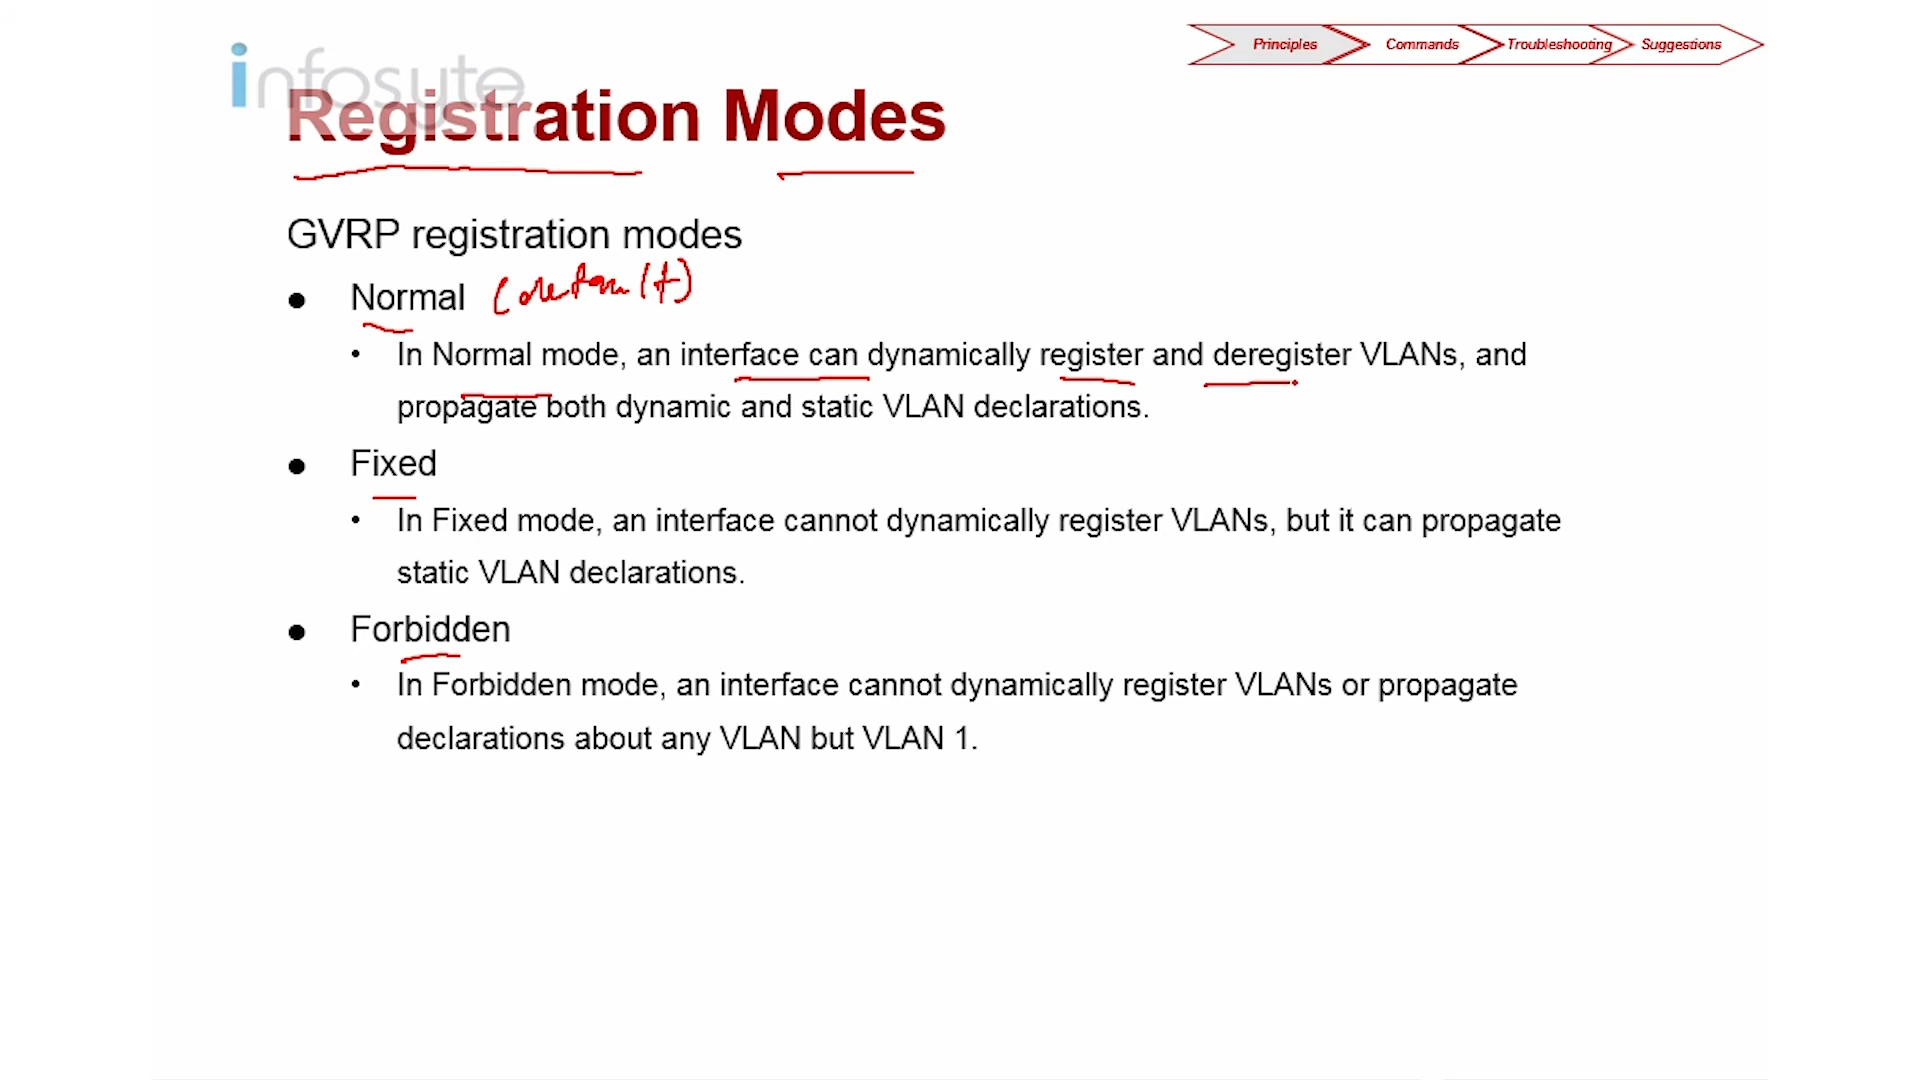 Principles Commands Troubleshooting Suggestions
infosyte
Registration Modes
GVRP registration modes
● Normal
• In Normal mode, an interface can dynamically register and deregister VLANs, and
propagate both dynamic and static VLAN declarations.
● Fixed
• In Fixed mode, an interface cannot dynamically register VLANs, but it can propagate
static VLAN declarations.
● Forbidden
• In Forbidden mode, an interface cannot dynamically register VLANs or propagate
declarations about any VLAN but VLAN 1.